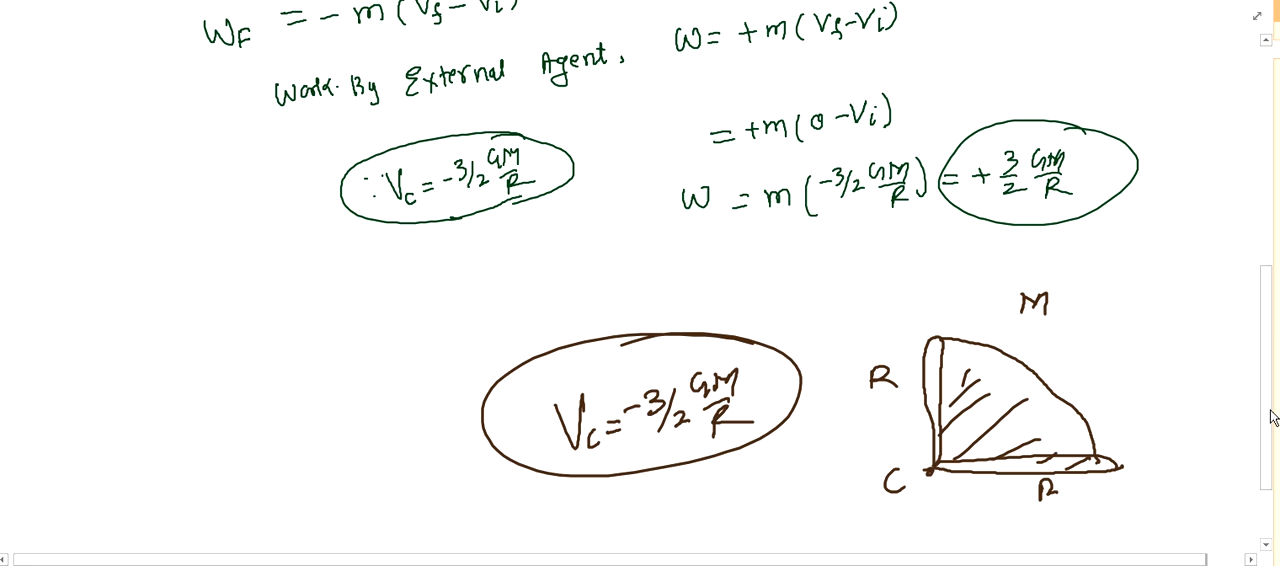 W_F = - m (V_f - V_i)
W = + m (V_f - V_i)
Work By External Agent,
= + m (0 - V_i)
∵ V_c = -3/2 GM/R
W = m (-3/2 GM/R) = + 3/2 GM/R
M
R
V_c = -3/2 GM/R
C
R